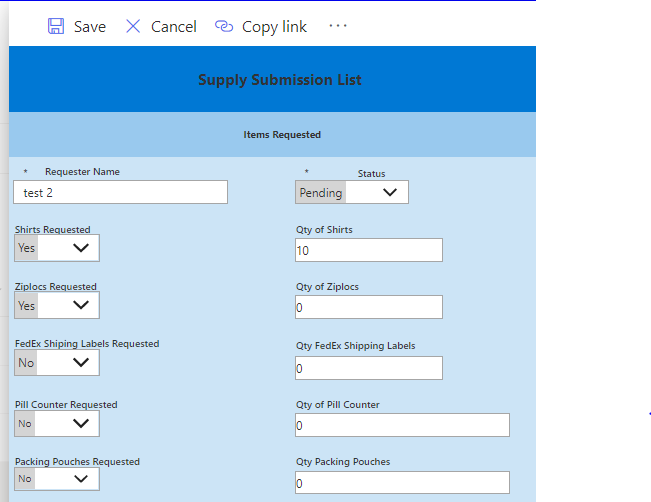 Save Cancel Copy link ...
Supply Submission List
Items Requested
* Requester Name * Status
test 2 Pending
Shirts Requested Qty of Shirts
Yes 10
Ziplocs Requested Qty of Ziplocs
Yes 0
FedEx Shiping Labels Requested Qty FedEx Shipping Labels
No 0
Pill Counter Requested Qty of Pill Counter
No 0
Packing Pouches Requested Qty Packing Pouches
No 0